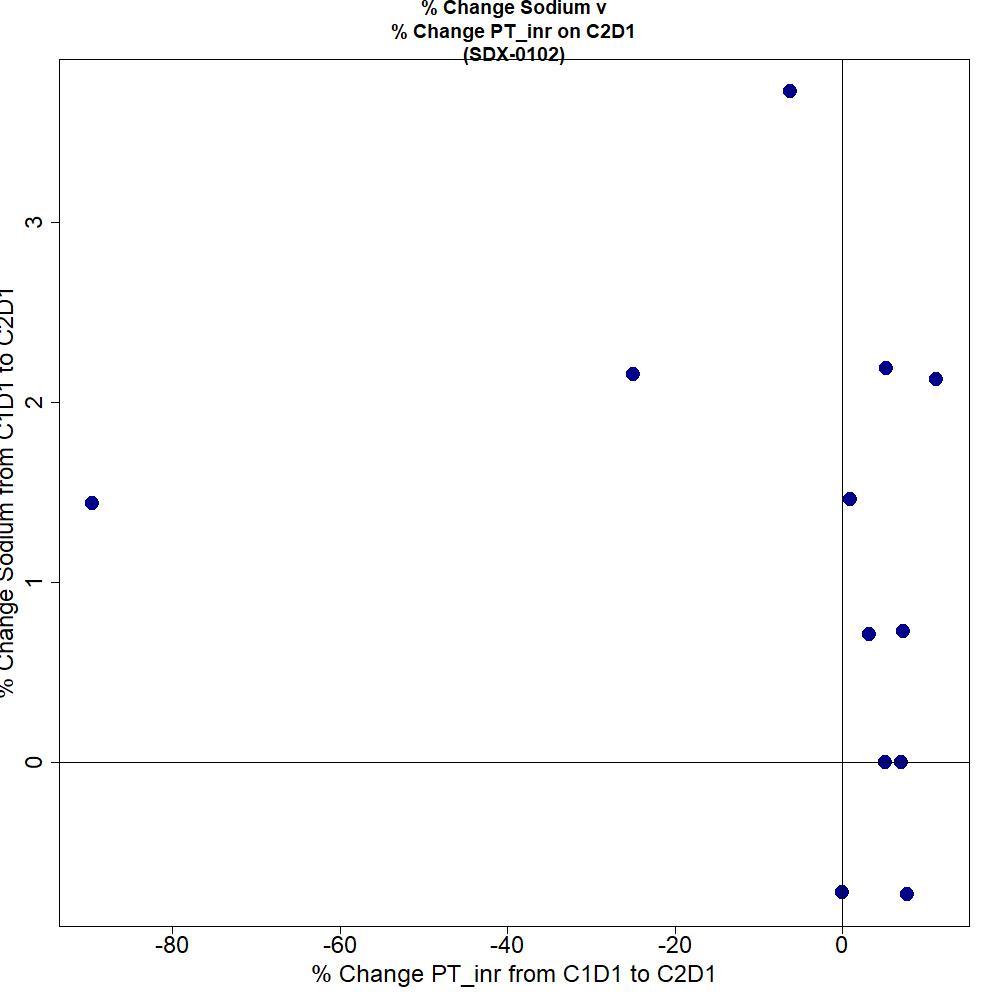 % Change Sodium v
% Change PT_inr on C2D1
(SDX-0102)
% Change Sodium from C1D1 to C2D1
3
2
1
0
-80
-60
-40
-20
0
% Change PT_inr from C1D1 to C2D1